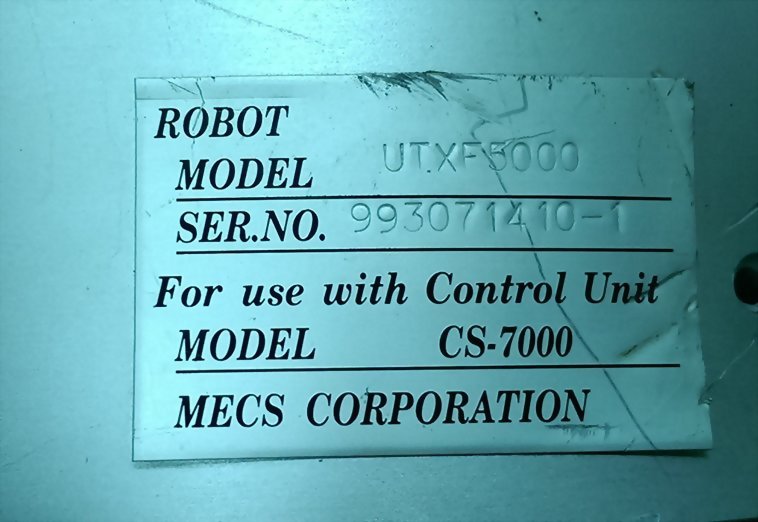 ROBOT
MODEL UTXF5000
SER.NO. 993071410-1
For use with Control Unit
MODEL CS-7000
MECS CORPORATION